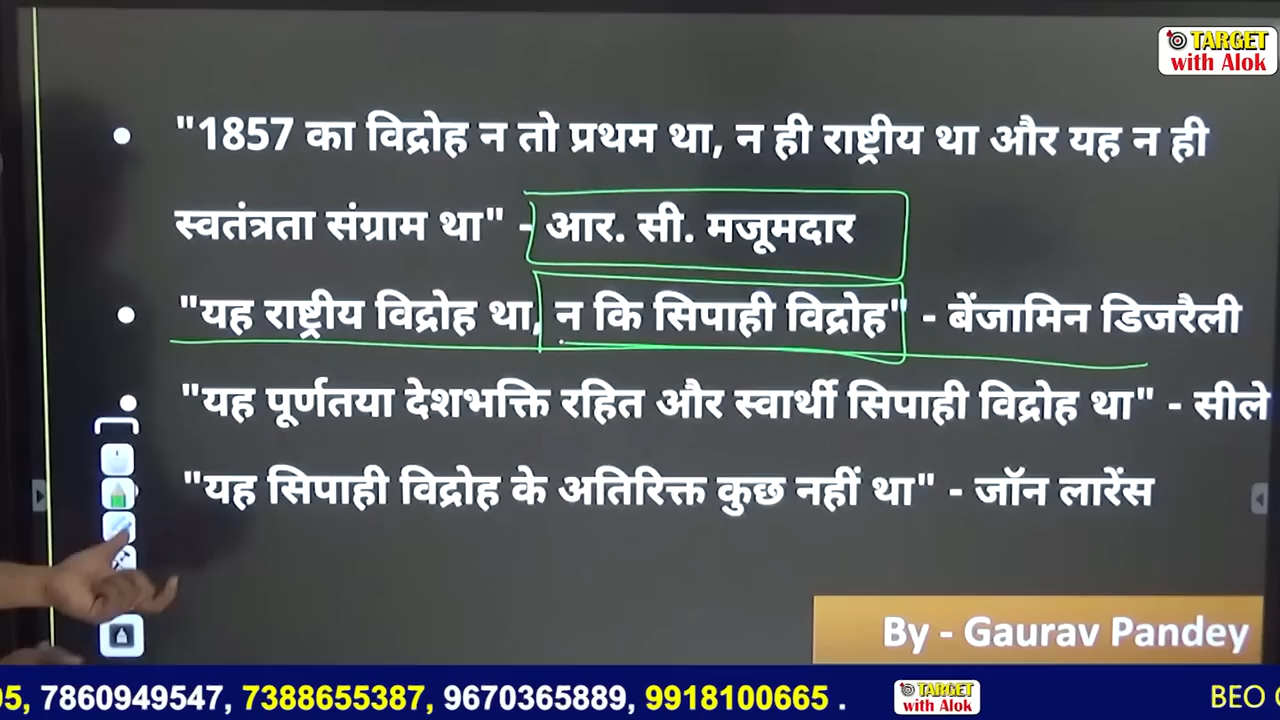 TARGET
with Alok
"1857 का विद्रोह न तो प्रथम था, न ही राष्ट्रीय था और यह न ही
स्वतंत्रता संग्राम था" - आर. सी. मजूमदार
"यह राष्ट्रीय विद्रोह था, न कि सिपाही विद्रोह" - बेंजामिन डिजरैली
"यह पूर्णतया देशभक्ति रहित और स्वार्थी सिपाही विद्रोह था" - सीले
"यह सिपाही विद्रोह के अतिरिक्त कुछ नहीं था" - जॉन लारेंस
By - Gaurav Pandey
95, 7860949547, 7388655387, 9670365889, 9918100665 .
TARGET
with Alok
BEO